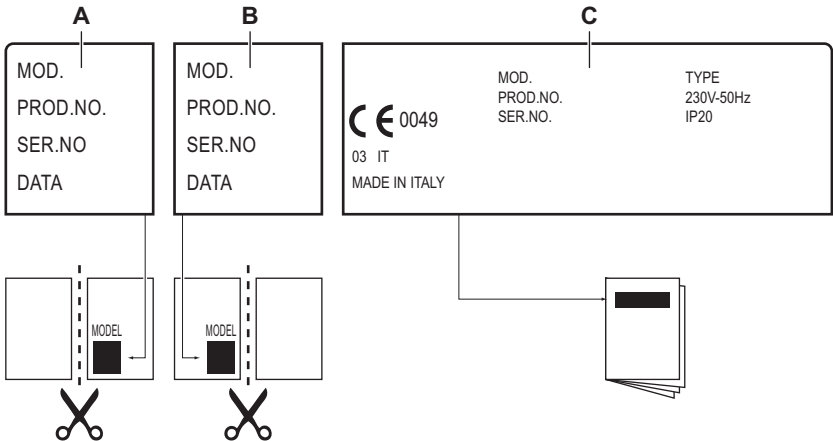 A
B
C
MOD.
PROD.NO.
SER.NO
DATA
MOD.
PROD.NO.
SER.NO
DATA
MOD.
PROD.NO.
SER.NO.
TYPE
230V-50Hz
IP20
CE 0049
03 IT
MADE IN ITALY
MODEL
MODEL